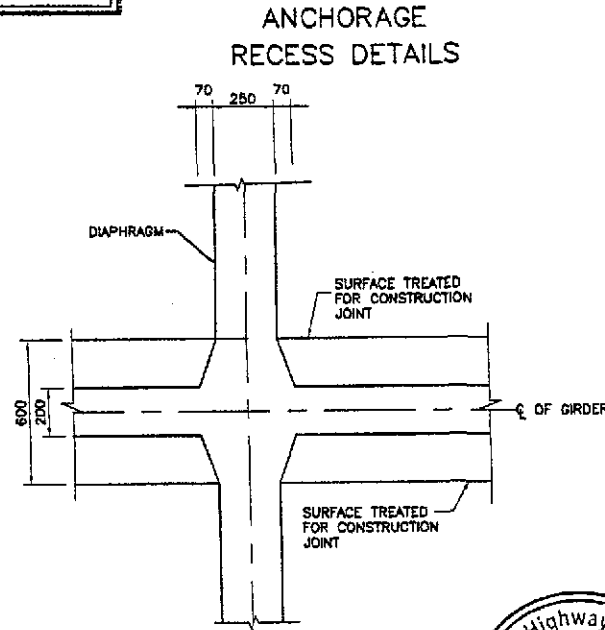 ANCHORAGE
RECESS DETAILS
70 250 70
DIAPHRAGM
SURFACE TREATED
FOR CONSTRUCTION
JOINT
600
200
℄ OF GIRDER
SURFACE TREATED
FOR CONSTRUCTION
JOINT
Highway